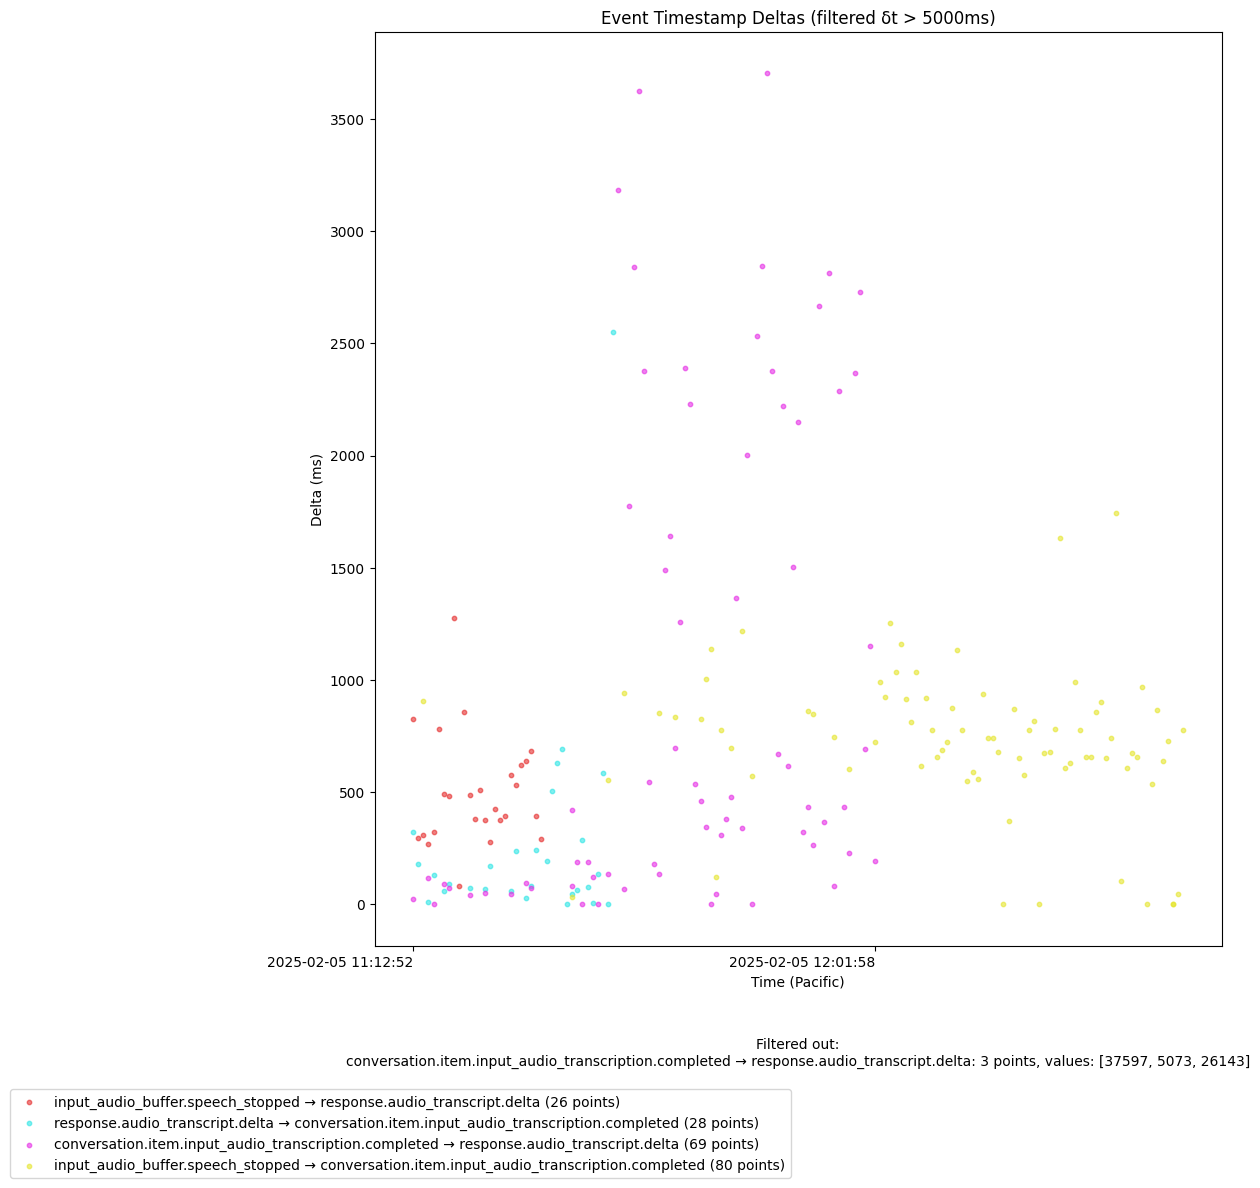 Event Timestamp Deltas (filtered δt > 5000ms)
Delta (ms)
3500
3000
2500
2000
1500
1000
500
0
2025-02-05 11:12:52
2025-02-05 12:01:58
Time (Pacific)
Filtered out:
conversation.item.input_audio_transcription.completed → response.audio_transcript.delta: 3 points, values: [37597, 5073, 26143]
input_audio_buffer.speech_stopped → response.audio_transcript.delta (26 points)
response.audio_transcript.delta → conversation.item.input_audio_transcription.completed (28 points)
conversation.item.input_audio_transcription.completed → response.audio_transcript.delta (69 points)
input_audio_buffer.speech_stopped → conversation.item.input_audio_transcription.completed (80 points)